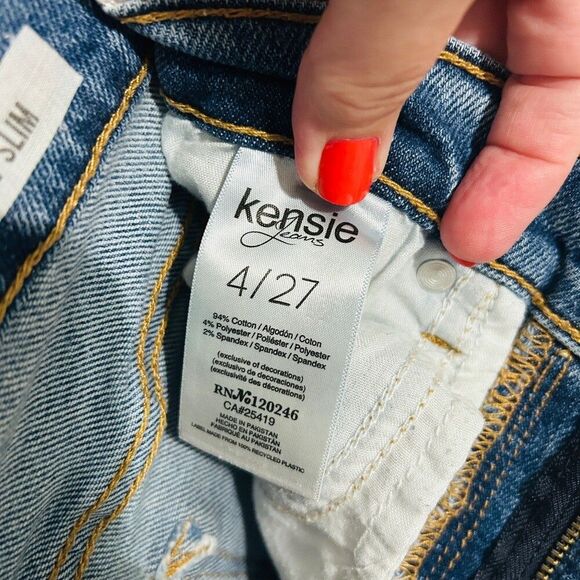 SLIM
kensie
Jeans
4/27
94% Cotton / Algodón / Coton
4% Polyester / Poliéster / Polyester
2% Spandex / Spandex / Spandex
(exclusive of decorations)
(exclusivo de decoraciones)
(exclusivité des décorations)
RN№120246
CA#25419
MADE IN PAKISTAN
HECHO EN PAKISTAN
FABRIQUÉ AU PAKISTAN
LABEL MADE FROM 100% RECYCLED PLASTIC